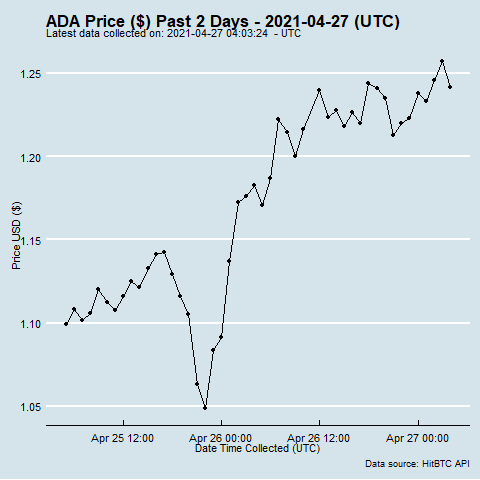 ADA Price ($) Past 2 Days - 2021-04-27 (UTC)
Latest data collected on: 2021-04-27 04:03:24 - UTC
1.25
1.20
1.15
1.10
1.05
Price USD ($)
Apr 25 12:00
Apr 26 00:00
Apr 26 12:00
Apr 27 00:00
Date Time Collected (UTC)
Data source: HitBTC API